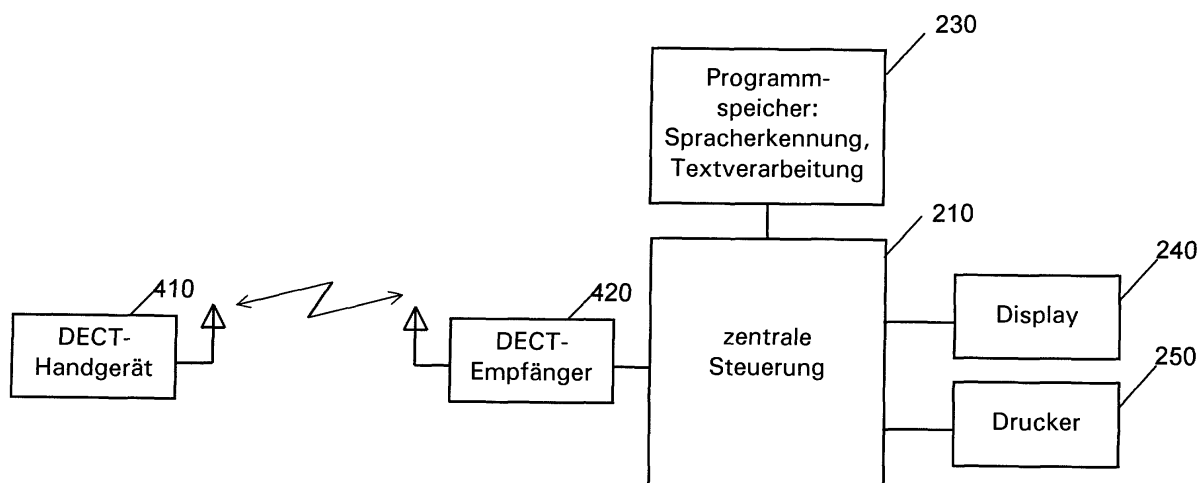 230
Programm-
speicher:
Spracherkennung,
Textverarbeitung
210
240
410
420
Display
DECT-
Handgerät
DECT-
Empfänger
zentrale
Steuerung
250
Drucker